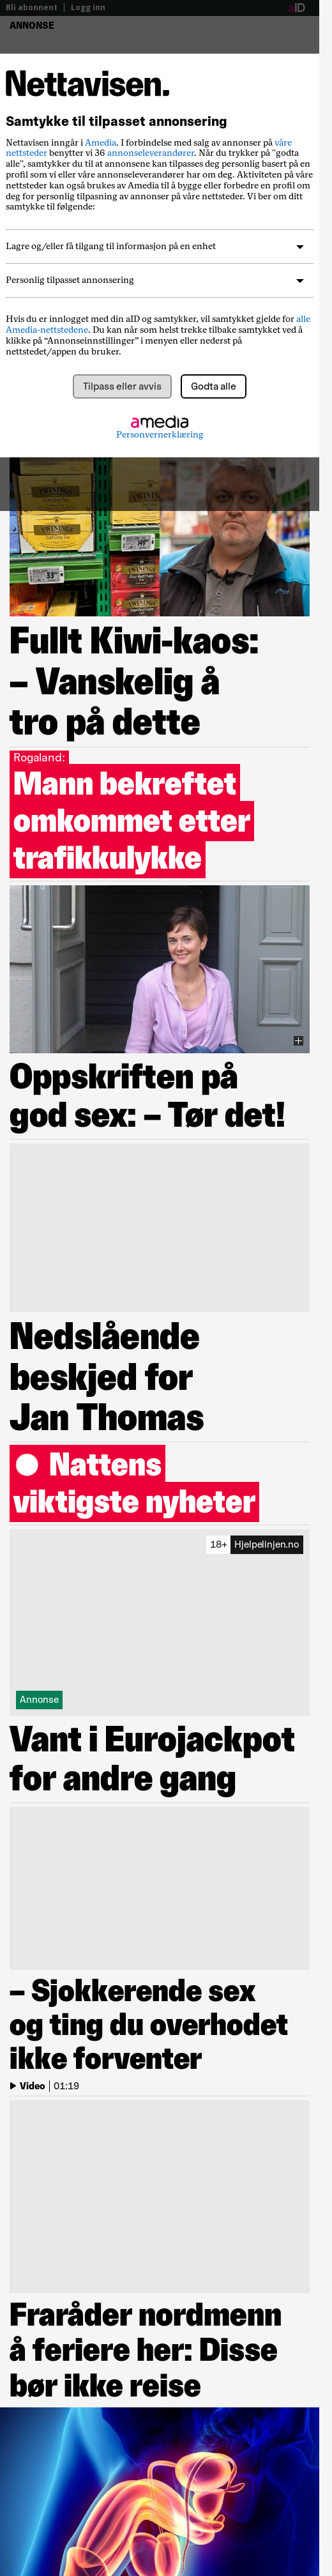 Bli abonnent | Logg inn
aID
ANNONSE
Nettavisen.
Samtykke til tilpasset annonsering
Nettavisen inngår i Amedia. I forbindelse med salg av annonser på våre
nettsteder benytter vi 36 annonseleverandører. Når du trykker på "godta
alle", samtykker du til at annonsene kan tilpasses deg personlig basert på en
profil som vi eller våre annonseleverandører har om deg. Aktiviteten på våre
nettsteder kan også brukes av Amedia til å bygge eller forbedre en profil om
deg for personlig tilpasning av annonser på våre nettsteder. Vi ber om ditt
samtykke til følgende:
Lagre og/eller få tilgang til informasjon på en enhet
Personlig tilpasset annonsering
Hvis du er innlogget med din aID og samtykker, vil samtykket gjelde for alle
Amedia-nettstedene. Du kan når som helst trekke tilbake samtykket ved å
klikke på “Annonseinnstillinger” i menyen eller nederst på
nettstedet/appen du bruker.
Tilpass eller avvis
Godta alle
amedia
Personvernerklæring
TWININGS
TWININGS
Earl Grey Tea
33
49
TWININGS
Fullt Kiwi-kaos:
– Vanskelig å
tro på dette
Rogaland:
Mann bekreftet
omkommet etter
trafikkulykke
Oppskriften på
god sex: – Tør det!
Nedslående
beskjed for
Jan Thomas
Nattens
viktigste nyheter
18+ Hjelpelinjen.no
Annonse
Vant i Eurojackpot
for andre gang
– Sjokkerende sex
og ting du overhodet
ikke forventer
Video | 01:19
Fraråder nordmenn
å feriere her: Disse
bør ikke reise